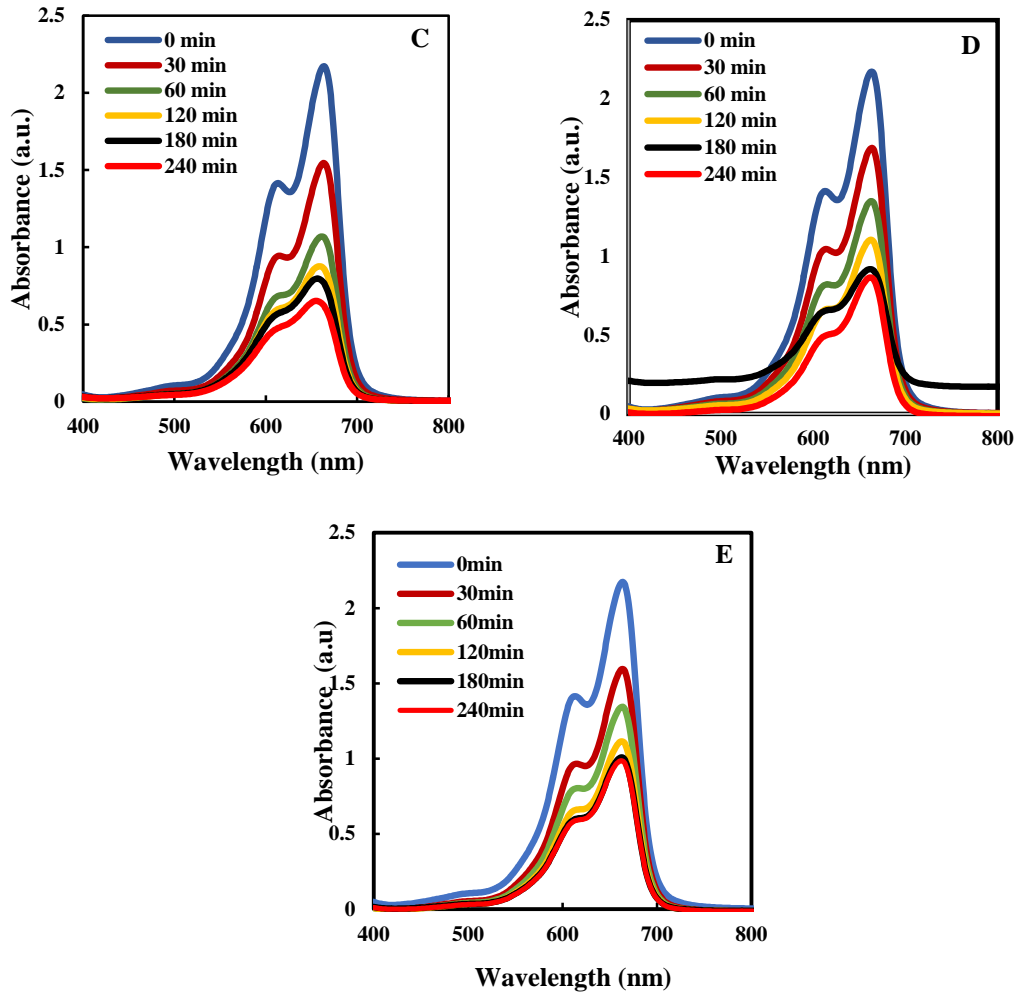 C
0 min
30 min
60 min
120 min
180 min
240 min
Absorbance (a.u.)
2.5
2
1.5
1
0.5
0
400 500 600 700 800
Wavelength (nm)
D
0 min
30 min
60 min
120 min
180 min
240 min
Absorbance (a.u.)
2.5
2
1.5
1
0.5
0
400 500 600 700 800
Wavelength (nm)
E
0min
30min
60min
120min
180min
240min
Absorbance (a.u)
2.5
2
1.5
1
0.5
0
400 500 600 700 800
Wavelength (nm)